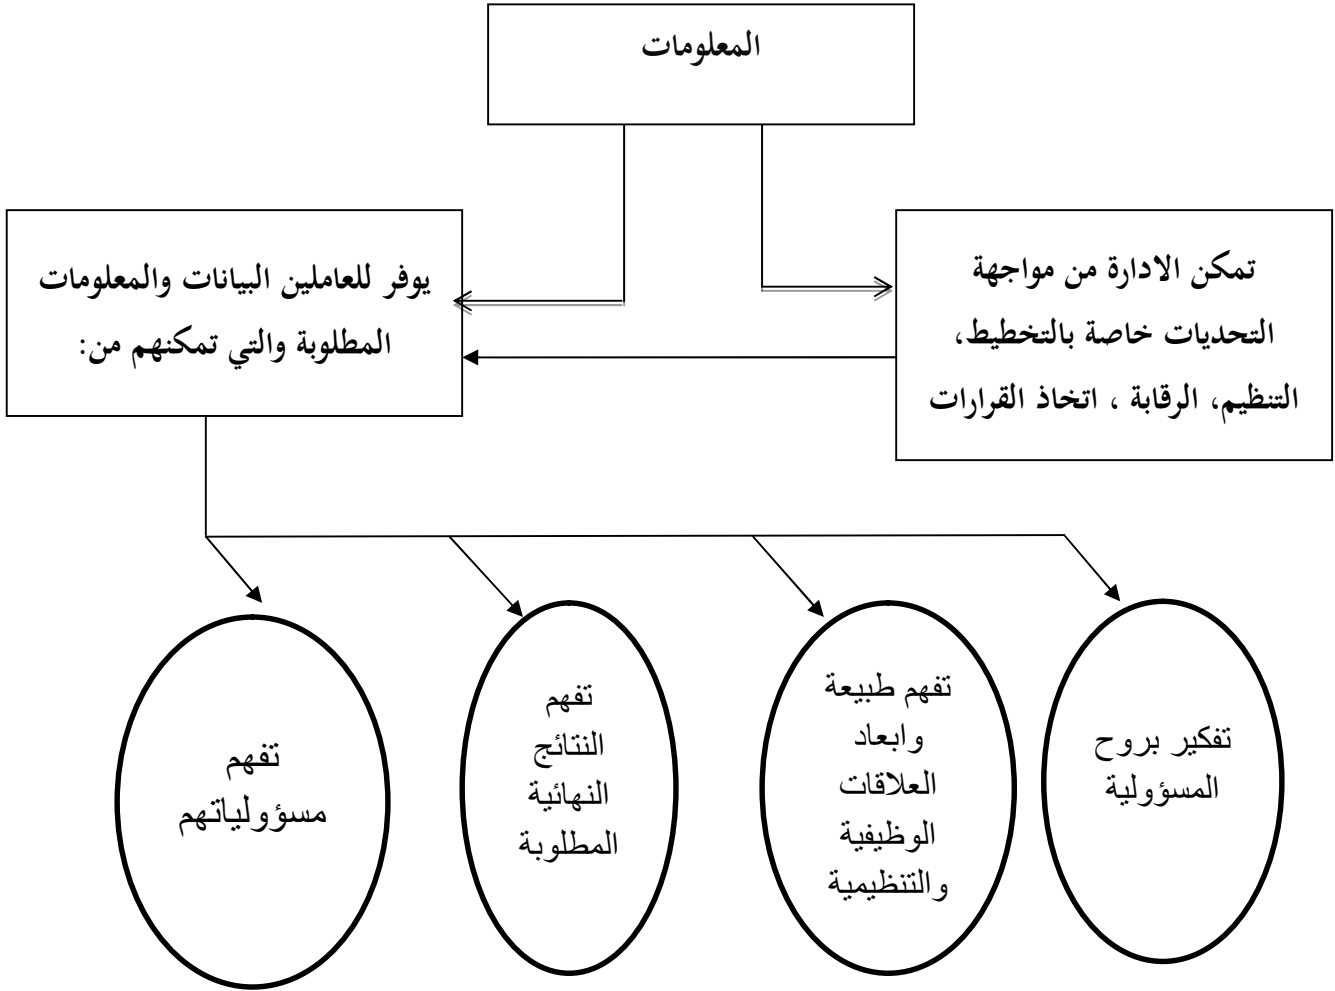 المعلومات
تمكن الادارة من مواجهة
التحديات خاصة بالتخطيط،
التنظيم، الرقابة ، اتخاذ القرارات
يوفر للعاملين البيانات والمعلومات
المطلوبة والتي تمكنهم من:
تفكير بروح
المسؤولية
تفهم طبيعة
وابعاد
العلاقات
الوظيفية
والتنظيمية
تفهم
النتائج
النهائية
المطلوبة
تفهم
مسؤولياتهم